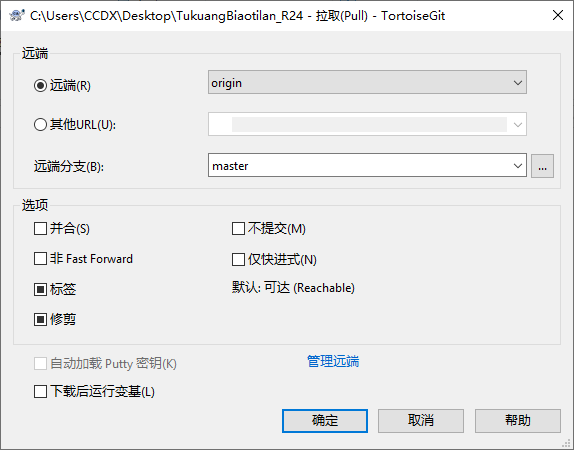 C:\Users\CCDX\Desktop\TukuangBiaotilan_R24 - 拉取(Pull) - TortoiseGit
远端
远端(R)
origin
其他URL(U):
远端分支(B):
master
...
选项
并合(S)
不提交(M)
非 Fast Forward
仅快进式(N)
标签
默认: 可达 (Reachable)
修剪
自动加载 Putty 密钥(K)
管理远端
下载后运行变基(L)
确定
取消
帮助